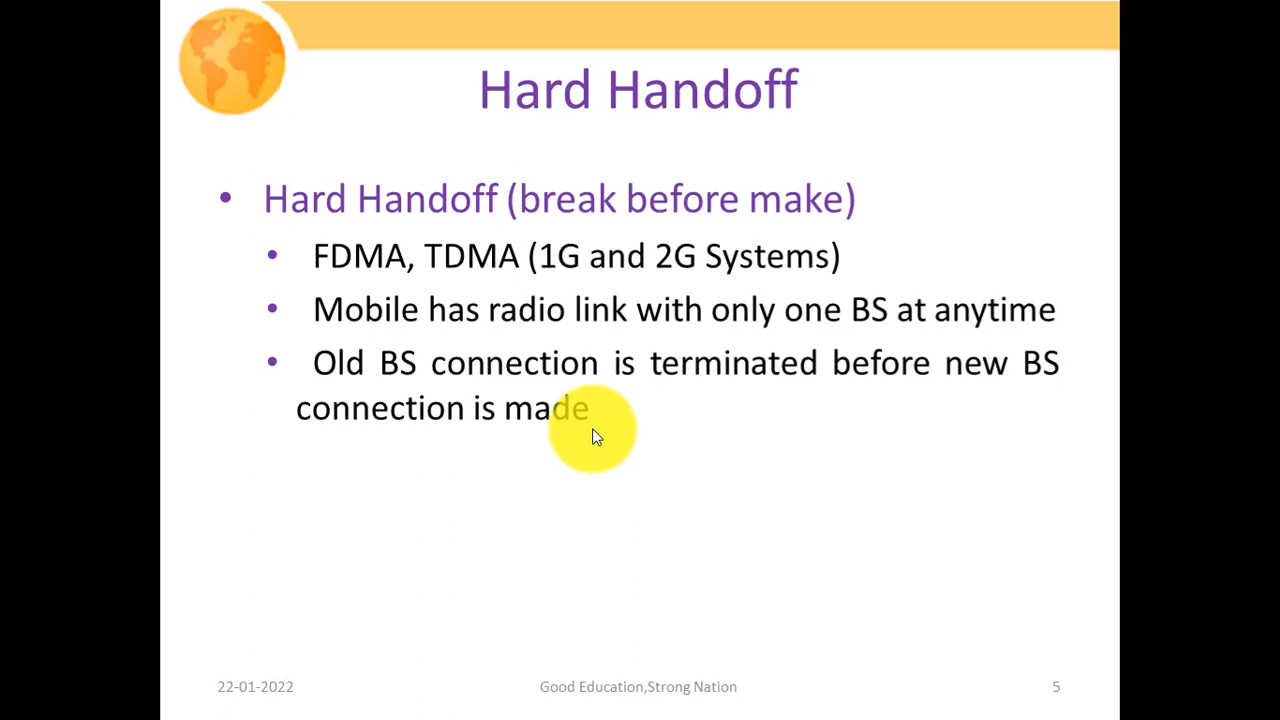 Hard Handoff
• Hard Handoff (break before make)
• FDMA, TDMA (1G and 2G Systems)
• Mobile has radio link with only one BS at anytime
• Old BS connection is terminated before new BS
connection is made
22-01-2022
Good Education,Strong Nation
5